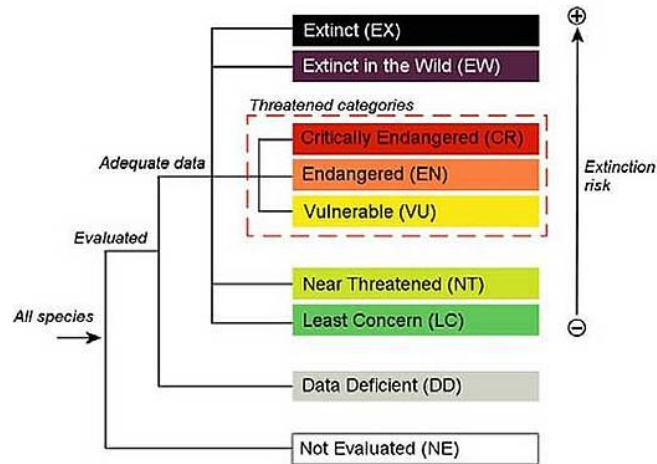 Extinct (EX)
Extinct in the Wild (EW)
Threatened categories
Critically Endangered (CR)
Adequate data
Endangered (EN)
Extinction
risk
Vulnerable (VU)
Evaluated
Near Threatened (NT)
All species
Least Concern (LC)
Data Deficient (DD)
Not Evaluated (NE)